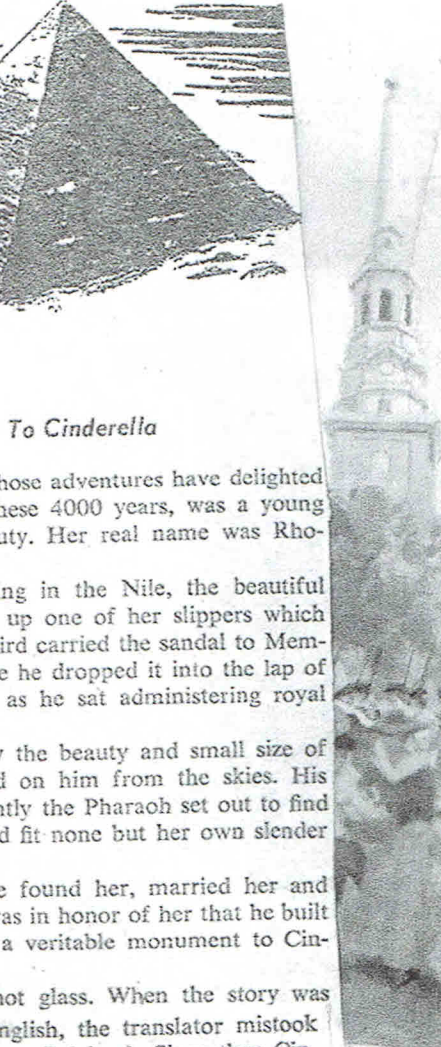 To Cinderella
hose adventures have delighted
hese 4000 years, was a young
uty. Her real name was Rho-
ng in the Nile, the beautiful
up one of her slippers which
ird carried the sandal to Mem-
e he dropped it into the lap of
as he sat administering royal
y the beauty and small size of
d on him from the skies. His
ntly the Pharaoh set out to find
d fit none but her own slender
e found her, married her and
as in honor of her that he built
a veritable monument to Cin-
not glass. When the story was
nglish, the translator mistook